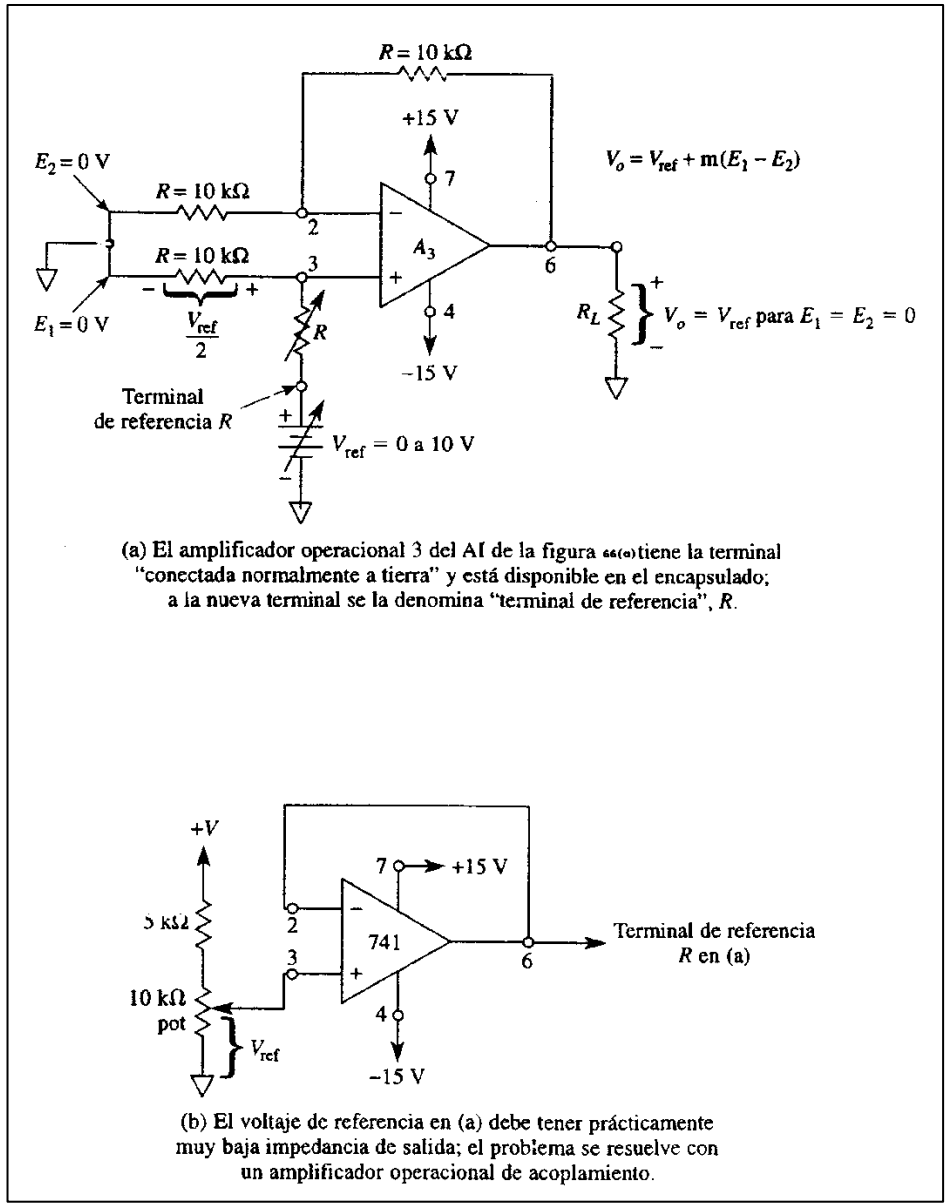 R = 10 kΩ
+15 V
E₂ = 0 V
7
Vₒ = V_ref + m(E₁ − E₂)
R = 10 kΩ
2
−
A₃
R = 10 kΩ
3
+
6
− +
E₁ = 0 V
V_ref
2
4
R
−15 V
R_L
+
−
Vₒ = V_ref para E₁ = E₂ = 0
Terminal
de referencia R
+
−
V_ref = 0 a 10 V
(a) El amplificador operacional 3 del AI de la figura 66(a) tiene la terminal
“conectada normalmente a tierra” y está disponible en el encapsulado;
a la nueva terminal se la denomina “terminal de referencia”, R.
+V
7
+15 V
5 kΩ
2
−
741
3
+
6
Terminal de referencia
R en (a)
10 kΩ
pot
4
V_ref
−15 V
(b) El voltaje de referencia en (a) debe tener prácticamente
muy baja impedancia de salida; el problema se resuelve con
un amplificador operacional de acoplamiento.